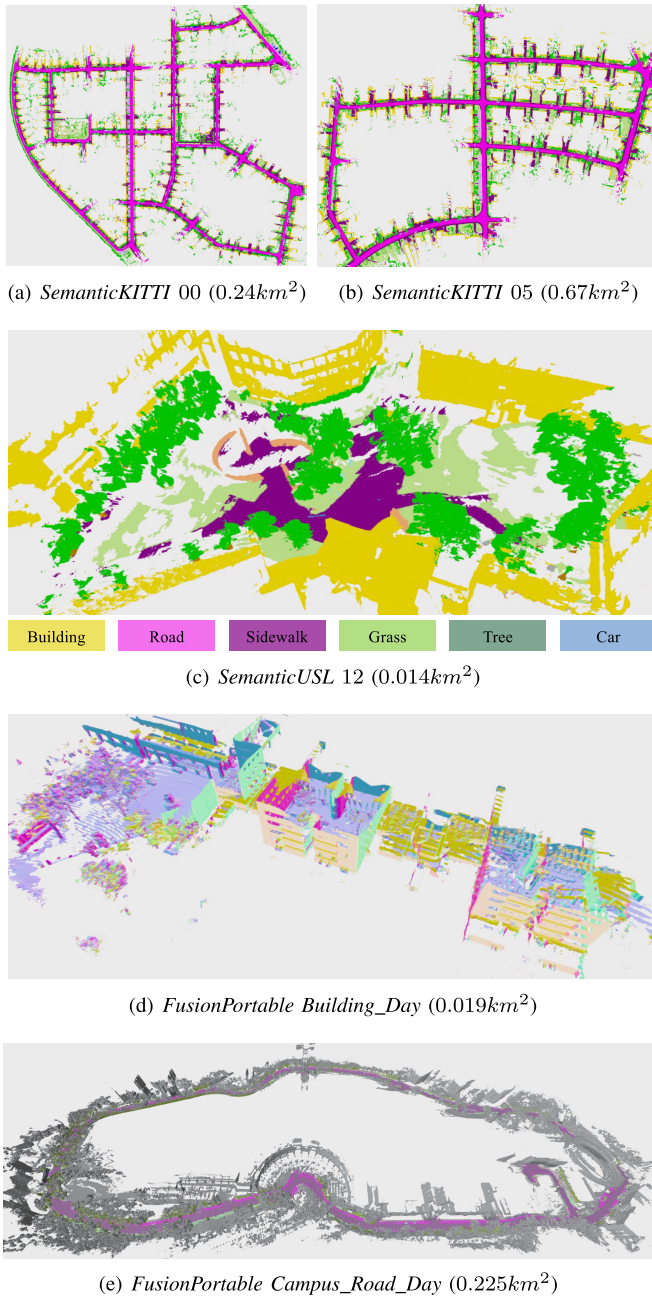 (a) SemanticKITTI 00 (0.24km²)
(b) SemanticKITTI 05 (0.67km²)
Building Road Sidewalk Grass Tree Car
(c) SemanticUSL 12 (0.014km²)
(d) FusionPortable Building_Day (0.019km²)
(e) FusionPortable Campus_Road_Day (0.225km²)